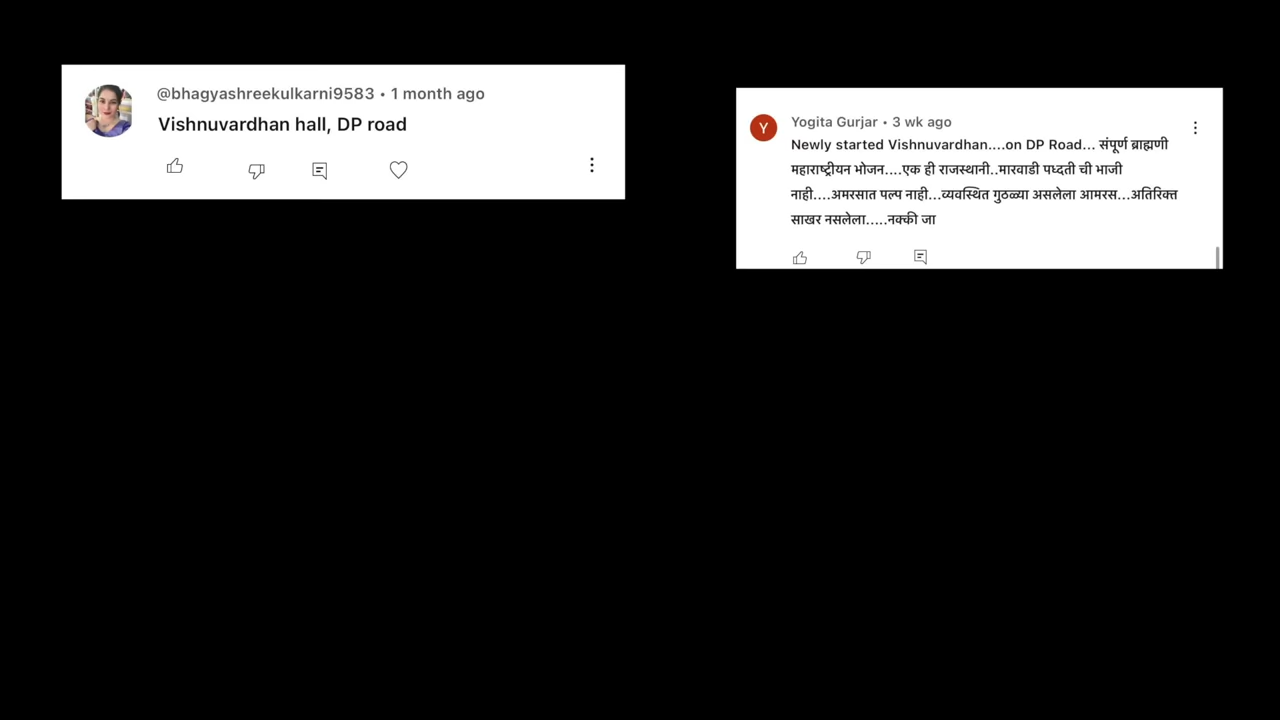 @bhagyashreekulkarni9583 • 1 month ago
Vishnuvardhan hall, DP road
Y
Yogita Gurjar • 3 wk ago
Newly started Vishnuvardhan....on DP Road... संपूर्ण ब्राह्मणी
महाराष्ट्रीयन भोजन....एक ही राजस्थानी..मारवाडी पध्दती ची भाजी
नाही....अमरसात पल्प नाही...व्यवस्थित गुठळ्या असलेला आमरस...अतिरिक्त
साखर नसलेला.....नक्की जा